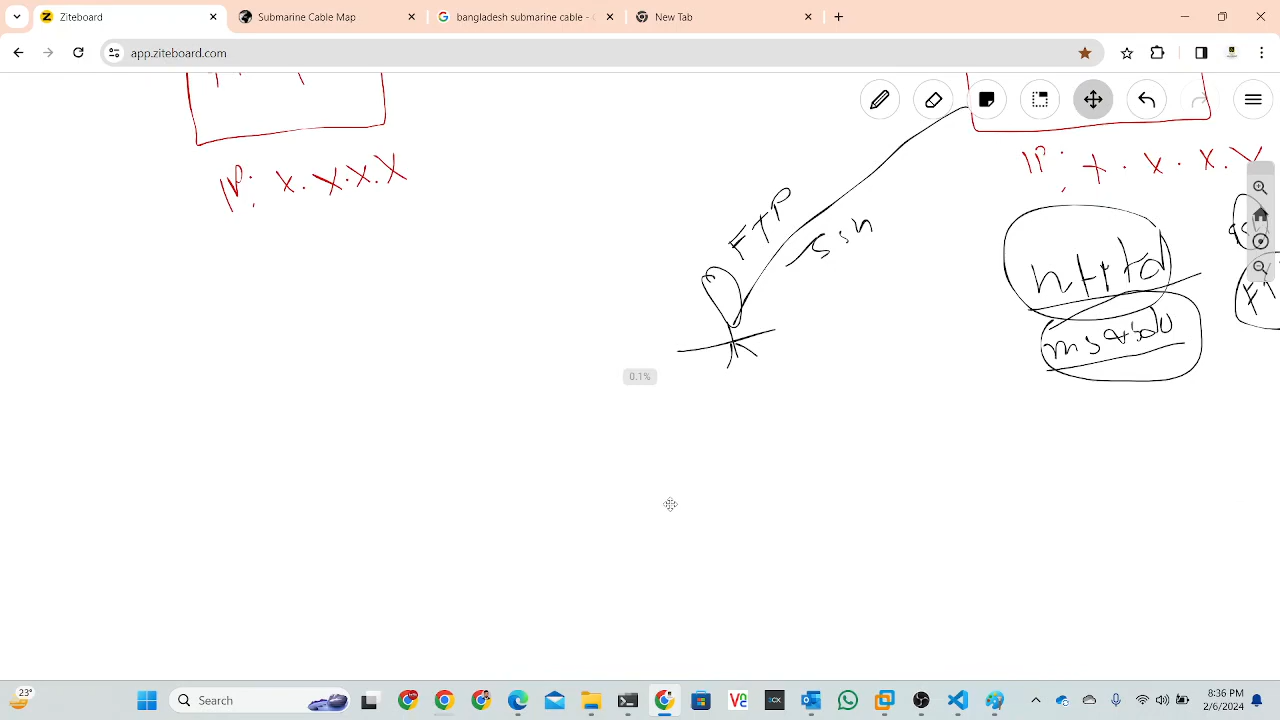 Ziteboard
Submarine Cable Map
bangladesh submarine cable -
New Tab
app.ziteboard.com
IP: X. X.X.X
IP: X . X . X. X
FTP
SSH
httpd
0.1%
Search
23°
8:36 PM
2/6/2024